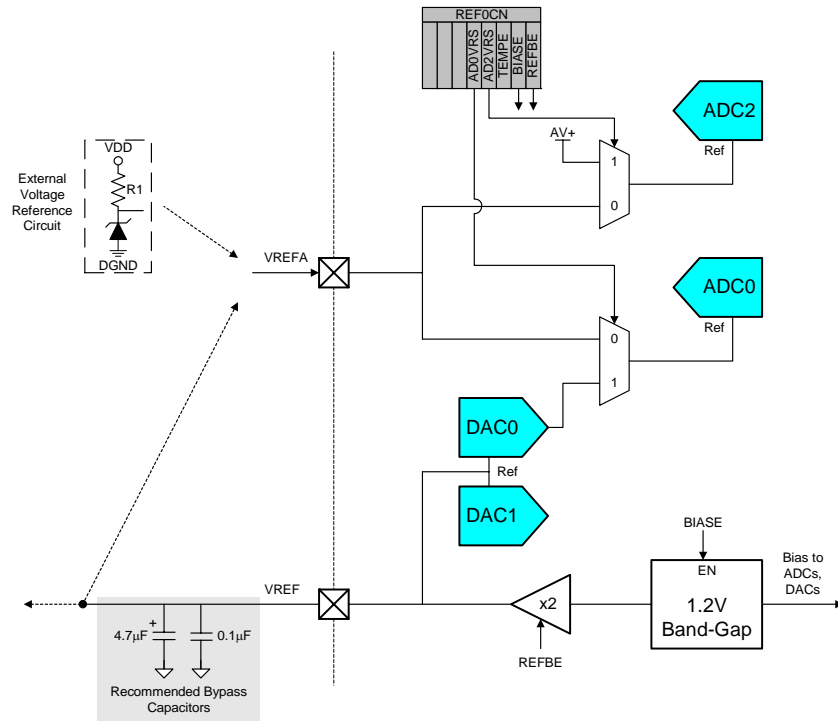 REF0CN
AD0VRS
AD2VRS
TEMPE
BIASE
REFBE
ADC2
Ref
AV+
1
0
External
Voltage
Reference
Circuit
VDD
R1
DGND
VREFA
ADC0
Ref
0
1
DAC0
Ref
DAC1
BIASE
EN
1.2V
Band-Gap
Bias to
ADCs,
DACs
x2
REFBE
VREF
+
4.7µF
0.1µF
Recommended Bypass
Capacitors